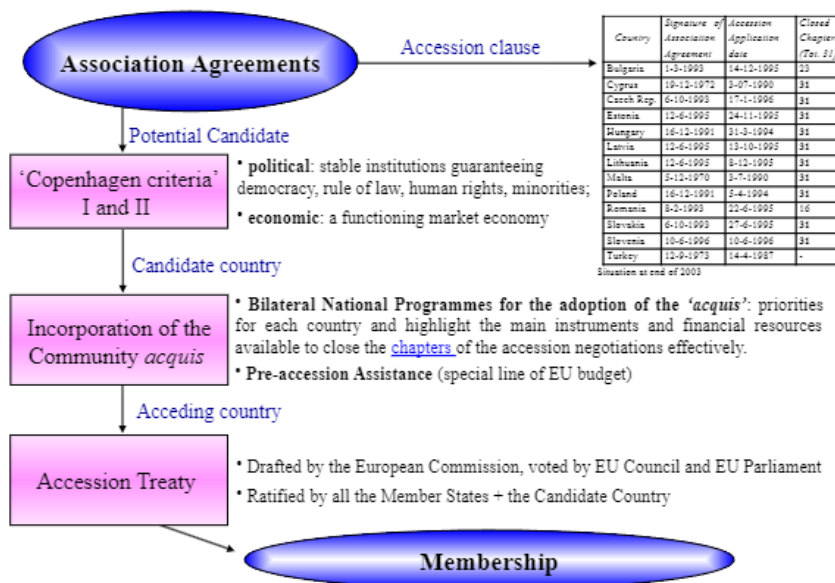 Association Agreements
Accession clause
Country Signature of Association Agreement Accession Application date Closed Chapter (Tot. 31)
Bulgaria 1-3-1993 14-12-1995 23
Cyprus 19-12-1972 3-07-1990 31
Czech Rep. 6-10-1993 17-1-1996 31
Estonia 12-6-1995 24-11-1995 31
Hungary 16-12-1991 31-3-1994 31
Latvia 12-6-1995 13-10-1995 31
Lithuania 12-6-1995 8-12-1995 31
Malta 5-12-1970 3-7-1990 31
Poland 16-12-1991 5-4-1994 31
Romania 8-2-1993 22-6-1995 16
Slovakia 6-10-1993 27-6-1995 31
Slovenia 10-6-1996 10-6-1996 31
Turkey 12-9-1973 14-4-1987 -
Situation at end of 2003
Potential Candidate
‘Copenhagen criteria’
I and II
• political: stable institutions guaranteeing
democracy, rule of law, human rights, minorities;
• economic: a functioning market economy
Candidate country
Incorporation of the
Community acquis
• Bilateral National Programmes for the adoption of the ‘acquis’: priorities
for each country and highlight the main instruments and financial resources
available to close the chapters of the accession negotiations effectively.
• Pre-accession Assistance (special line of EU budget)
Acceding country
Accession Treaty
• Drafted by the European Commission, voted by EU Council and EU Parliament
• Ratified by all the Member States + the Candidate Country
Membership